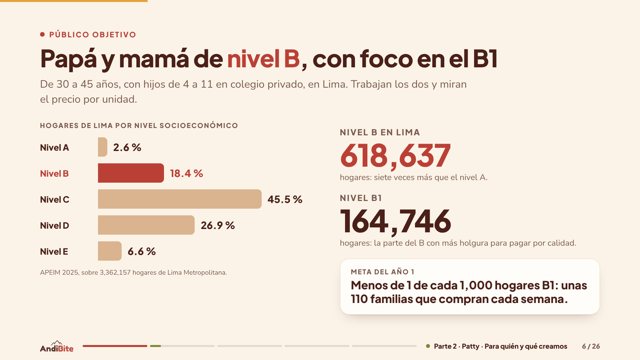 PÚBLICO OBJETIVO
Papá y mamá de nivel B, con foco en el B1
De 30 a 45 años, con hijos de 4 a 11 en colegio privado, en Lima. Trabajan los dos y miran
el precio por unidad.
HOGARES DE LIMA POR NIVEL SOCIOECONÓMICO
Nivel A 2.6 %
Nivel B 18.4 %
Nivel C 45.5 %
Nivel D 26.9 %
Nivel E 6.6 %
APEIM 2025, sobre 3,362,157 hogares de Lima Metropolitana.
NIVEL B EN LIMA
618,637
hogares: siete veces más que el nivel A.
NIVEL B1
164,746
hogares: la parte del B con más holgura para pagar por calidad.
META DEL AÑO 1
Menos de 1 de cada 1,000 hogares B1: unas
110 familias que compran cada semana.
AndiBite
Parte 2 · Patty · Para quién y qué creamos 6 / 26